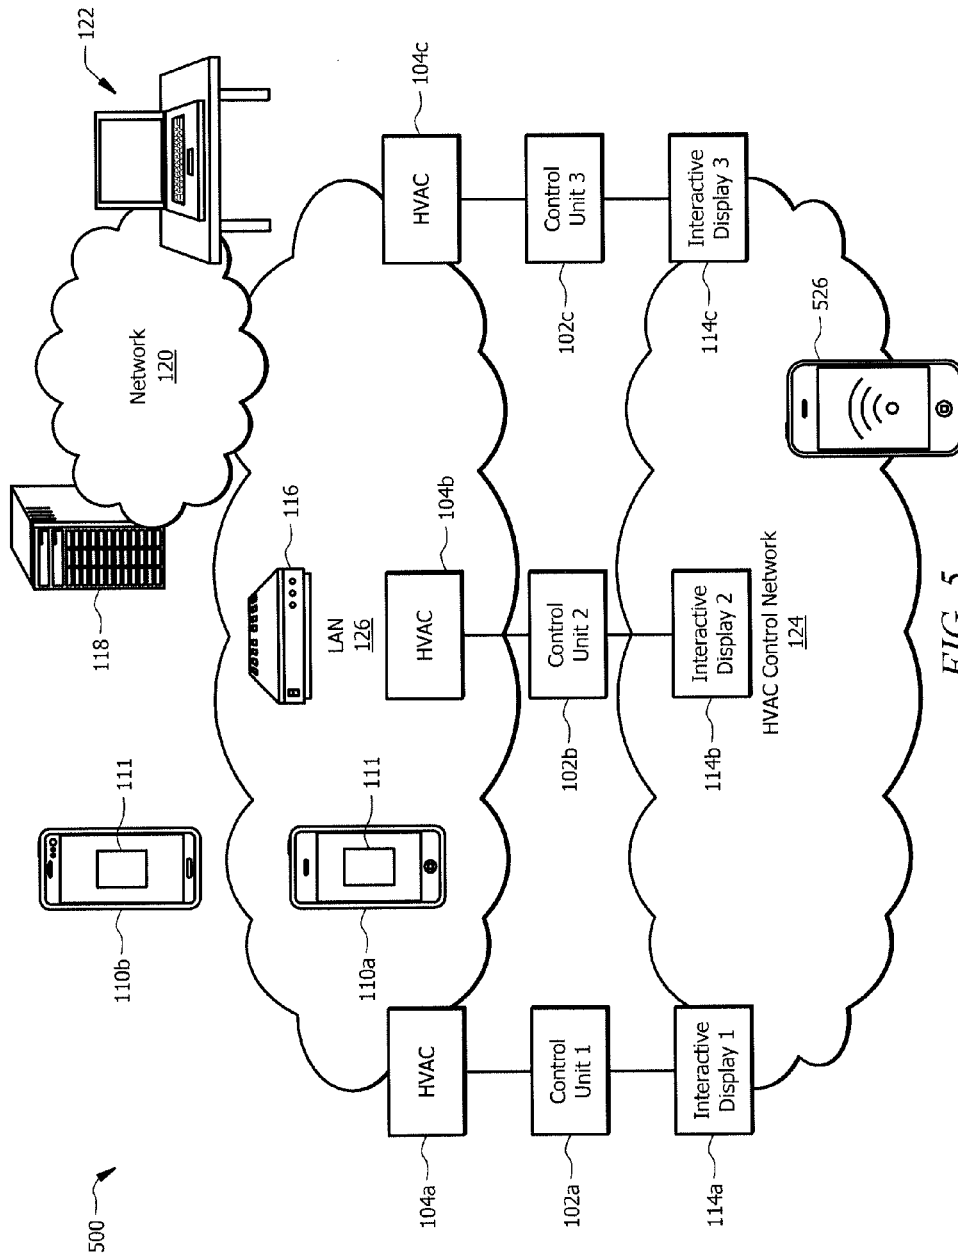 500
110b
111
118
122
Network
120
116
LAN
126
110a
111
104a
HVAC
104b
HVAC
104c
HVAC
102a
Control
Unit 1
102b
Control
Unit 2
102c
Control
Unit 3
114a
Interactive
Display 1
114b
Interactive
Display 2
114c
Interactive
Display 3
HVAC Control Network
124
526
FIG. 5